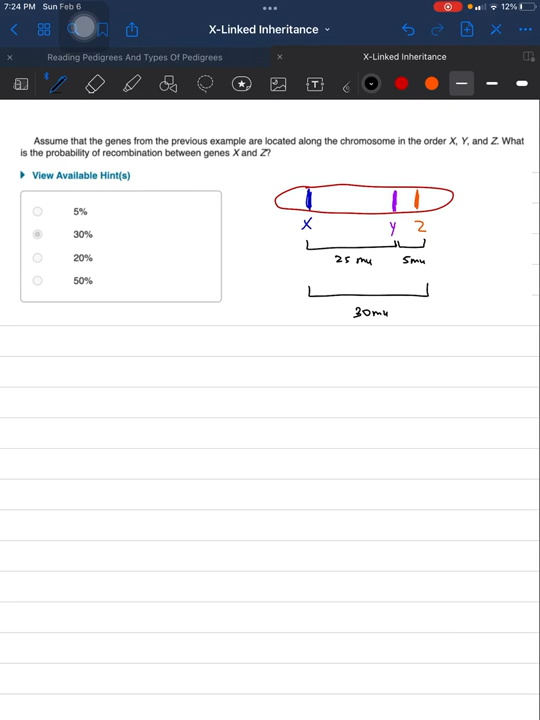 7:24 PM Sun Feb 6
12%
X-Linked Inheritance
Reading Pedigrees And Types Of Pedigrees
X-Linked Inheritance
Assume that the genes from the previous example are located along the chromosome in the order X, Y, and Z. What
is the probability of recombination between genes X and Z?
View Available Hint(s)
5%
30%
20%
50%
X Y Z
25 mu 5mu
30mu